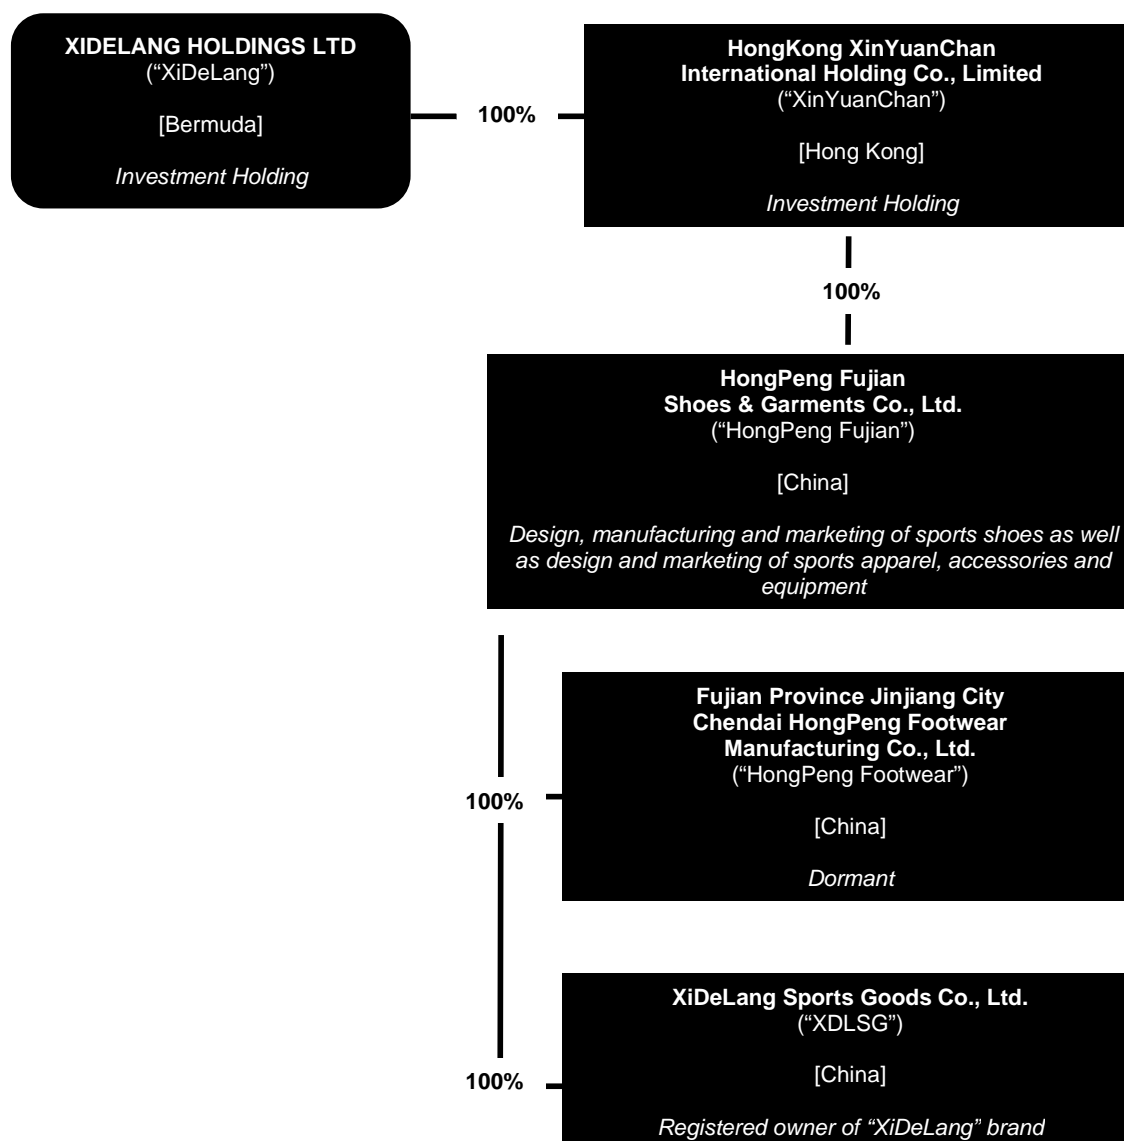 XIDELANG HOLDINGS LTD
(“XiDeLang”)
[Bermuda]
Investment Holding
100%
HongKong XinYuanChan
International Holding Co., Limited
(“XinYuanChan”)
[Hong Kong]
Investment Holding
100%
HongPeng Fujian
Shoes & Garments Co., Ltd.
(“HongPeng Fujian”)
[China]
Design, manufacturing and marketing of sports shoes as well
as design and marketing of sports apparel, accessories and
equipment
100%
Fujian Province Jinjiang City
Chendai HongPeng Footwear
Manufacturing Co., Ltd.
(“HongPeng Footwear”)
[China]
Dormant
100%
XiDeLang Sports Goods Co., Ltd.
(“XDLSG”)
[China]
Registered owner of “XiDeLang” brand